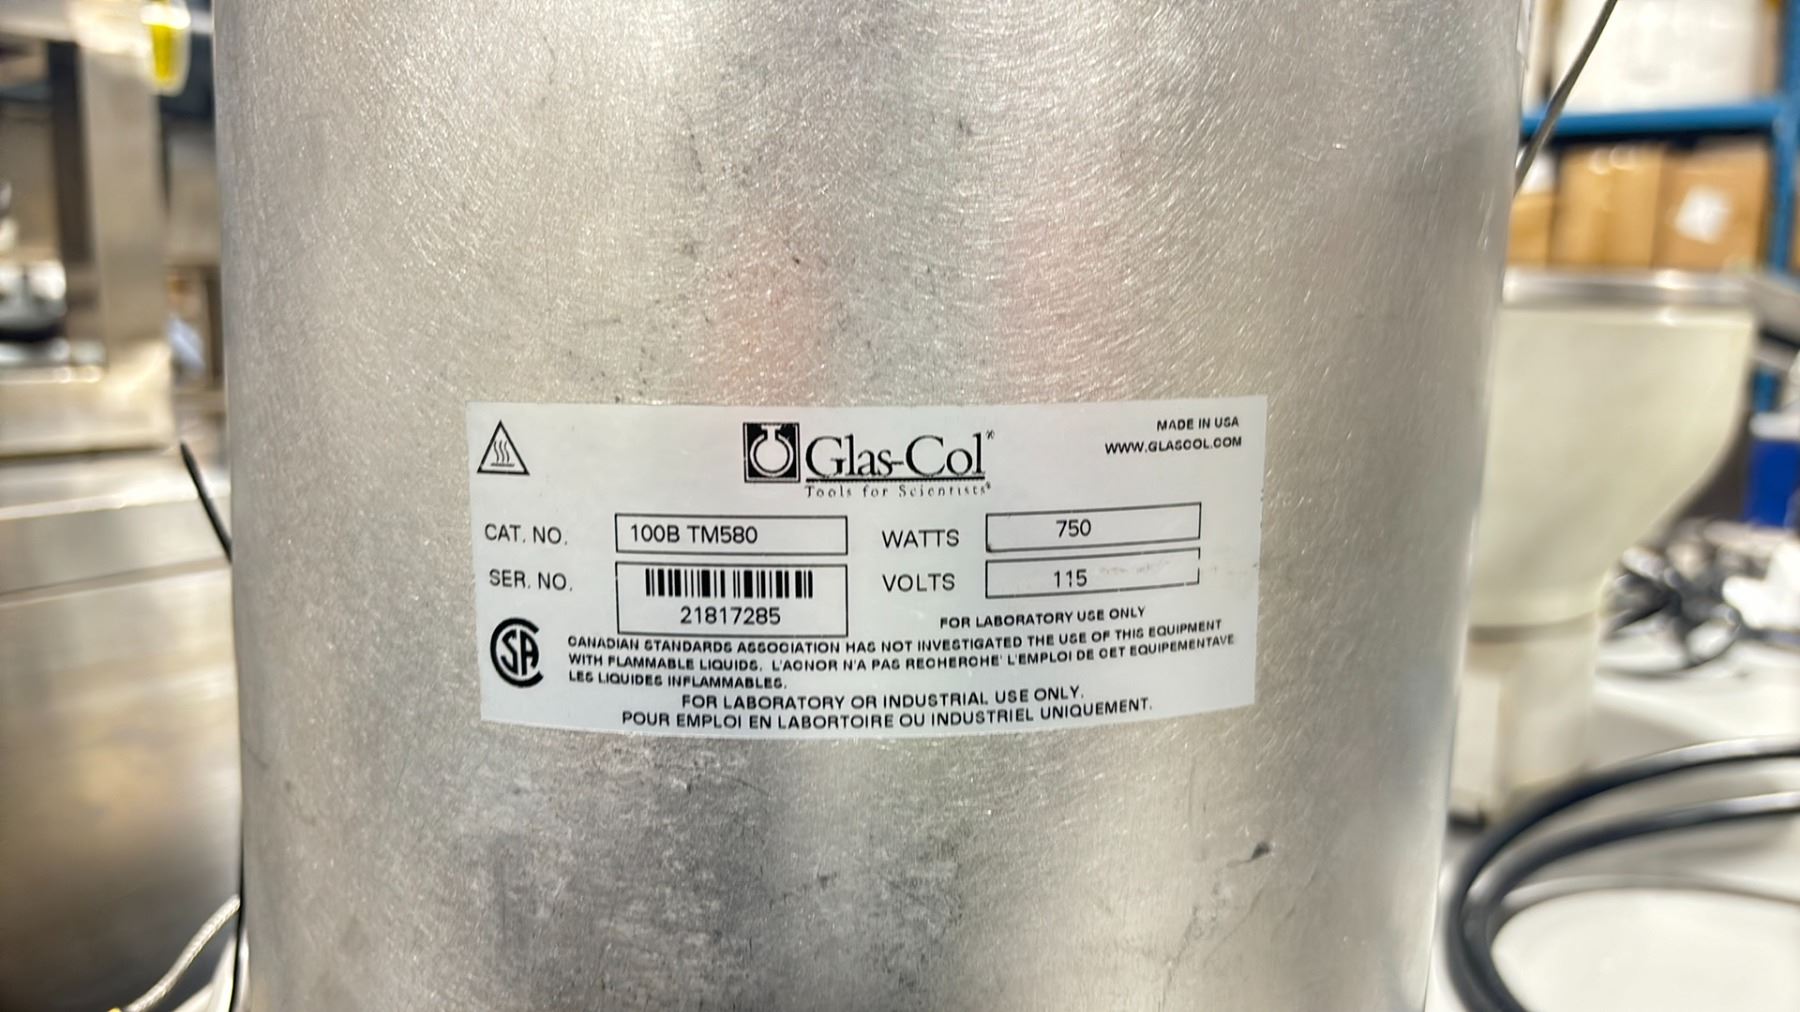 Glas-Col®
Tools for Scientists®
MADE IN USA
WWW.GLASCOL.COM
CAT. NO. 100B TM580
WATTS 750
SER. NO. 21817285
VOLTS 115
FOR LABORATORY USE ONLY
CSA
CANADIAN STANDARDS ASSOCIATION HAS NOT INVESTIGATED THE USE OF THIS EQUIPMENT
WITH FLAMMABLE LIQUIDS. L'ACNOR N'A PAS RECHERCHE' L'EMPLOI DE CET EQUIPEMENTAVE
LES LIQUIDES INFLAMMABLES.
FOR LABORATORY OR INDUSTRIAL USE ONLY.
POUR EMPLOI EN LABORTOIRE OU INDUSTRIEL UNIQUEMENT.